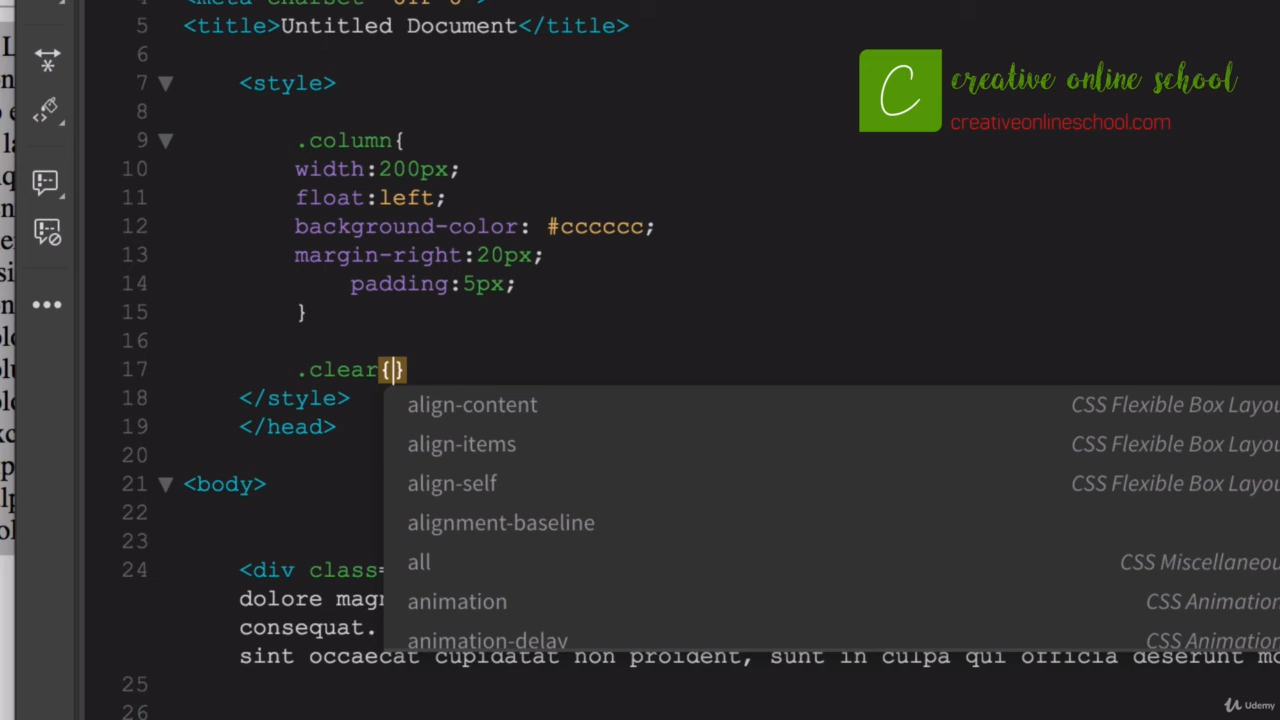 5 <title>Untitled Document</title>
6
7 <style>
8
9 .column{
10 width:200px;
11 float:left;
12 background-color: #cccccc;
13 margin-right:20px;
14 padding:5px;
15 }
16
17 .clear{}
18 </style>
19 </head>
20
21 <body>
22
23
24 <div class=
dolore mag
consequat.
sint occaecat cupidatat non proident, sunt in culpa qui officia deserunt mo
25
26
align-content CSS Flexible Box Layou
align-items CSS Flexible Box Layou
align-self CSS Flexible Box Layou
alignment-baseline
all CSS Miscellaneou
animation CSS Animation
animation-delay CSS Animation
C creative online school
creativeonlineschool.com
Udemy